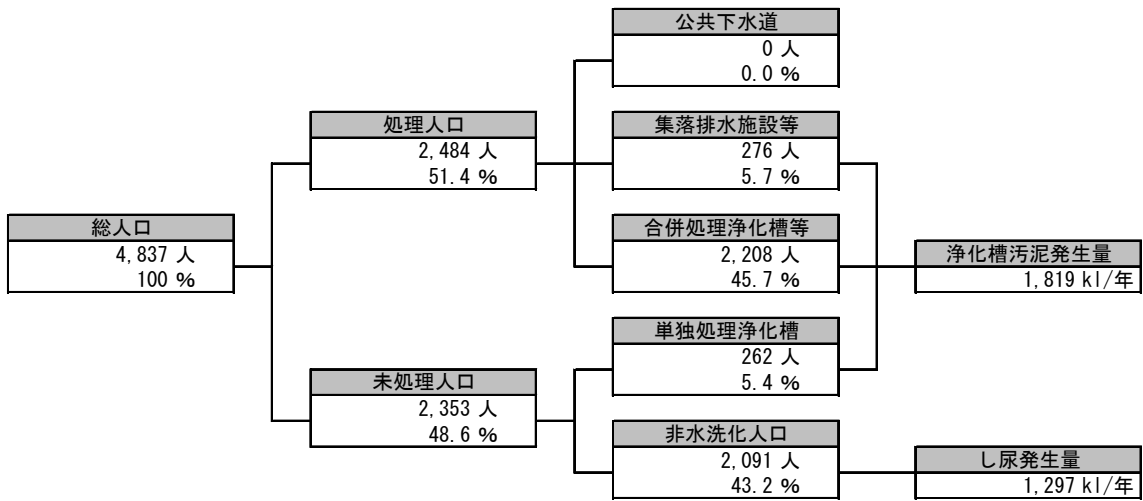 総人口
4,837 人
100 %
処理人口
2,484 人
51.4 %
未処理人口
2,353 人
48.6 %
公共下水道
0 人
0.0 %
集落排水施設等
276 人
5.7 %
合併処理浄化槽等
2,208 人
45.7 %
単独処理浄化槽
262 人
5.4 %
非水洗化人口
2,091 人
43.2 %
浄化槽汚泥発生量
1,819 kl/年
し尿発生量
1,297 kl/年